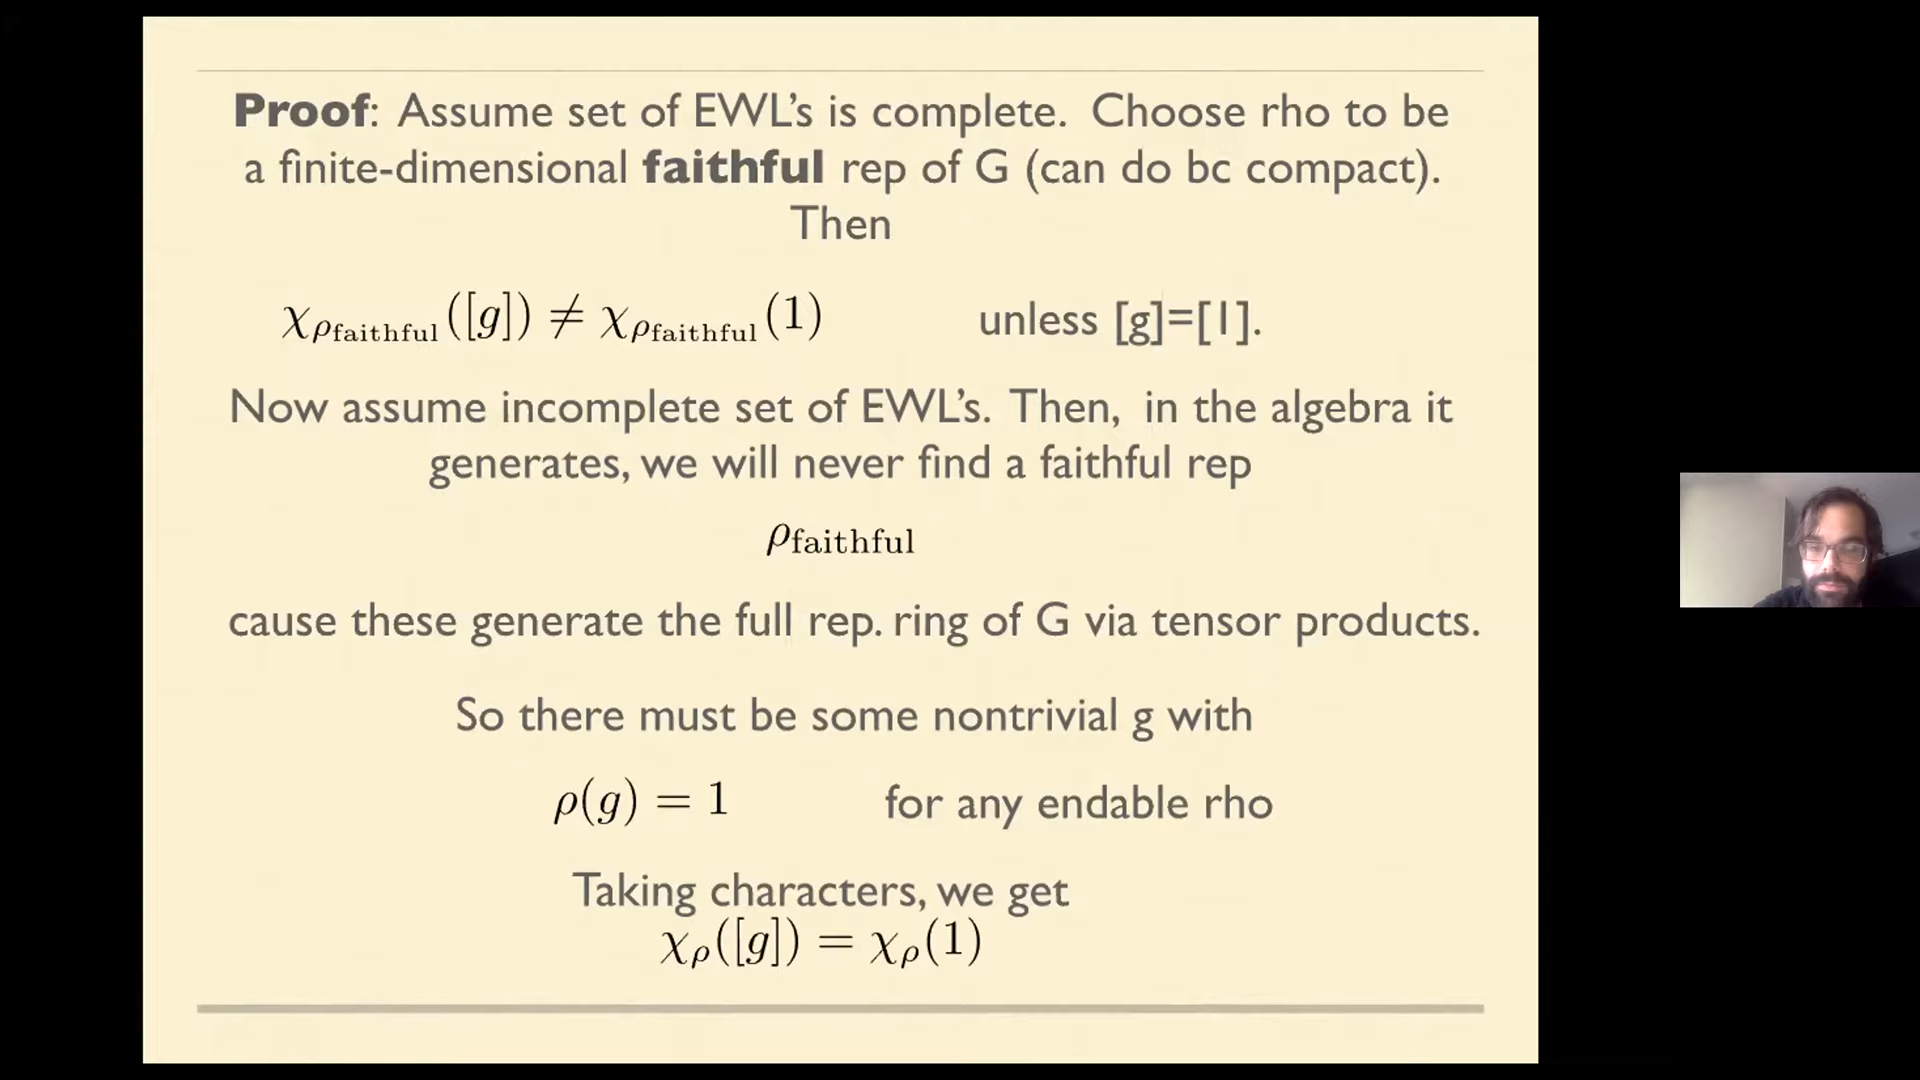 Proof: Assume set of EWL's is complete. Choose rho to be
a finite-dimensional faithful rep of G (can do bc compact).
Then
χ_{ρ_faithful}([g]) ≠ χ_{ρ_faithful}(1) unless [g]=[1].
Now assume incomplete set of EWL's. Then, in the algebra it
generates, we will never find a faithful rep
ρ_faithful
cause these generate the full rep. ring of G via tensor products.
So there must be some nontrivial g with
ρ(g) = 1 for any endable rho
Taking characters, we get
χ_ρ([g]) = χ_ρ(1)